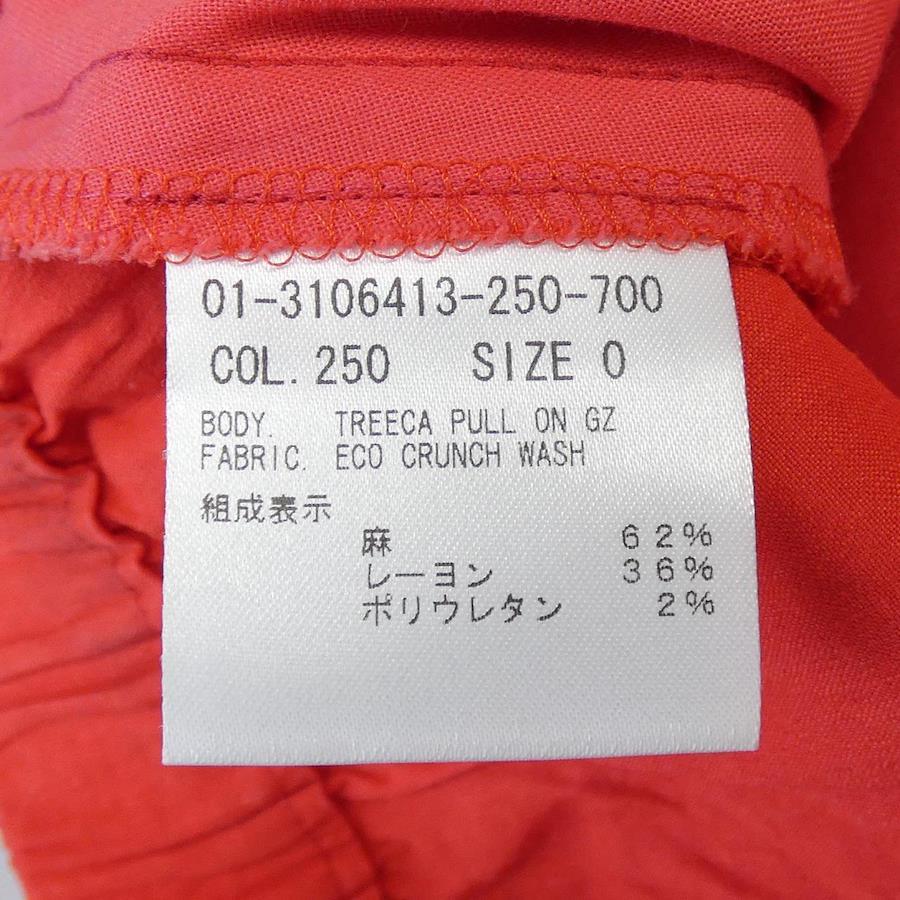 01-3106413-250-700
COL. 250 SIZE 0
BODY. TREECA PULL ON GZ
FABRIC. ECO CRUNCH WASH
組成表示
麻 62%
レーヨン 36%
ポリウレタン 2%